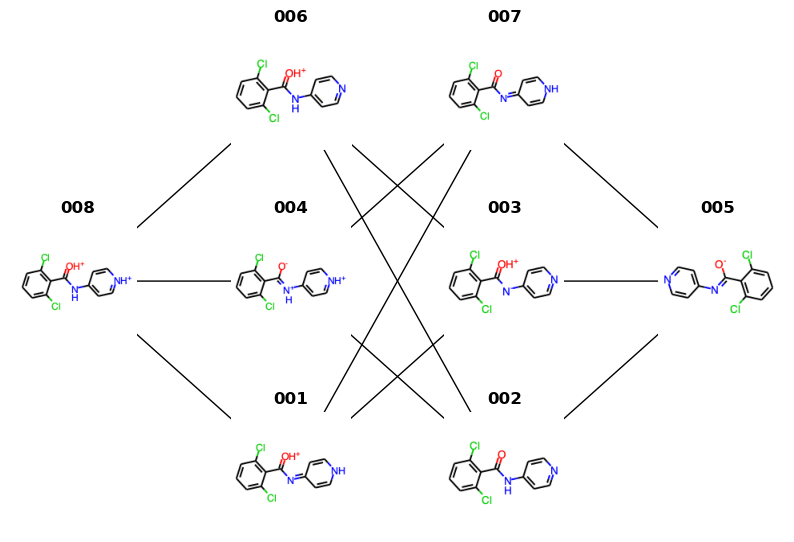 006 007
Cl OH⁺ N N H Cl
Cl O NH N Cl
008 004 003 005
Cl OH⁺ NH⁺ N H Cl
Cl O⁻ NH⁺ N H Cl
Cl OH⁺ N N Cl
Cl O⁻ N N Cl
001 002
Cl OH⁺ NH N Cl
Cl O N N H Cl